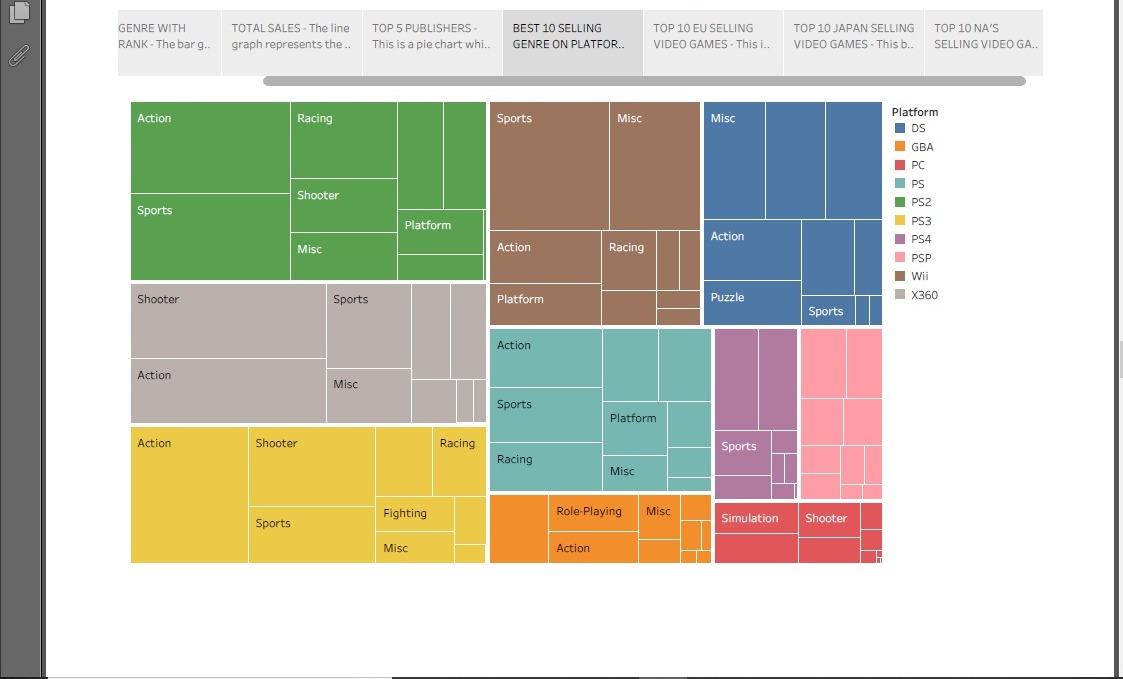 GENRE WITH
RANK - The bar g..
TOTAL SALES - The line
graph represents the ..
TOP 5 PUBLISHERS -
This is a pie chart whi..
BEST 10 SELLING
GENRE ON PLATFOR..
TOP 10 EU SELLING
VIDEO GAMES - This i..
TOP 10 JAPAN SELLING
VIDEO GAMES - This b..
TOP 10 NA'S
SELLING VIDEO GA..
Action
Racing
Sports
Shooter
Misc
Platform
Sports
Misc
Action
Racing
Platform
Misc
Action
Puzzle
Sports
Shooter
Sports
Action
Misc
Action
Sports
Racing
Platform
Misc
Sports
Action
Shooter
Racing
Sports
Fighting
Misc
Role-Playing
Misc
Action
Simulation
Shooter
Platform
DS
GBA
PC
PS
PS2
PS3
PS4
PSP
Wii
X360